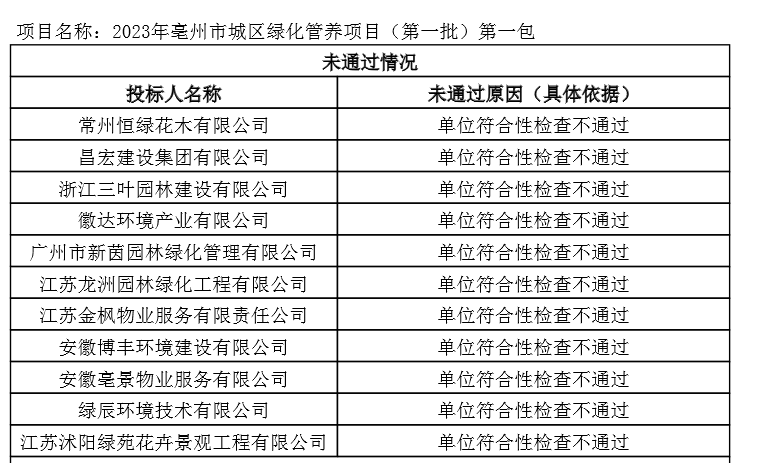 项目名称：2023年亳州市城区绿化管养项目（第一批）第一包
未通过情况
投标人名称 未通过原因（具体依据）
常州恒绿花木有限公司 单位符合性检查不通过
昌宏建设集团有限公司 单位符合性检查不通过
浙江三叶园林建设有限公司 单位符合性检查不通过
徽达环境产业有限公司 单位符合性检查不通过
广州市新茵园林绿化管理有限公司 单位符合性检查不通过
江苏龙洲园林绿化工程有限公司 单位符合性检查不通过
江苏金枫物业服务有限责任公司 单位符合性检查不通过
安徽博丰环境建设有限公司 单位符合性检查不通过
安徽亳景物业服务有限公司 单位符合性检查不通过
绿辰环境技术有限公司 单位符合性检查不通过
江苏沭阳绿苑花卉景观工程有限公司 单位符合性检查不通过